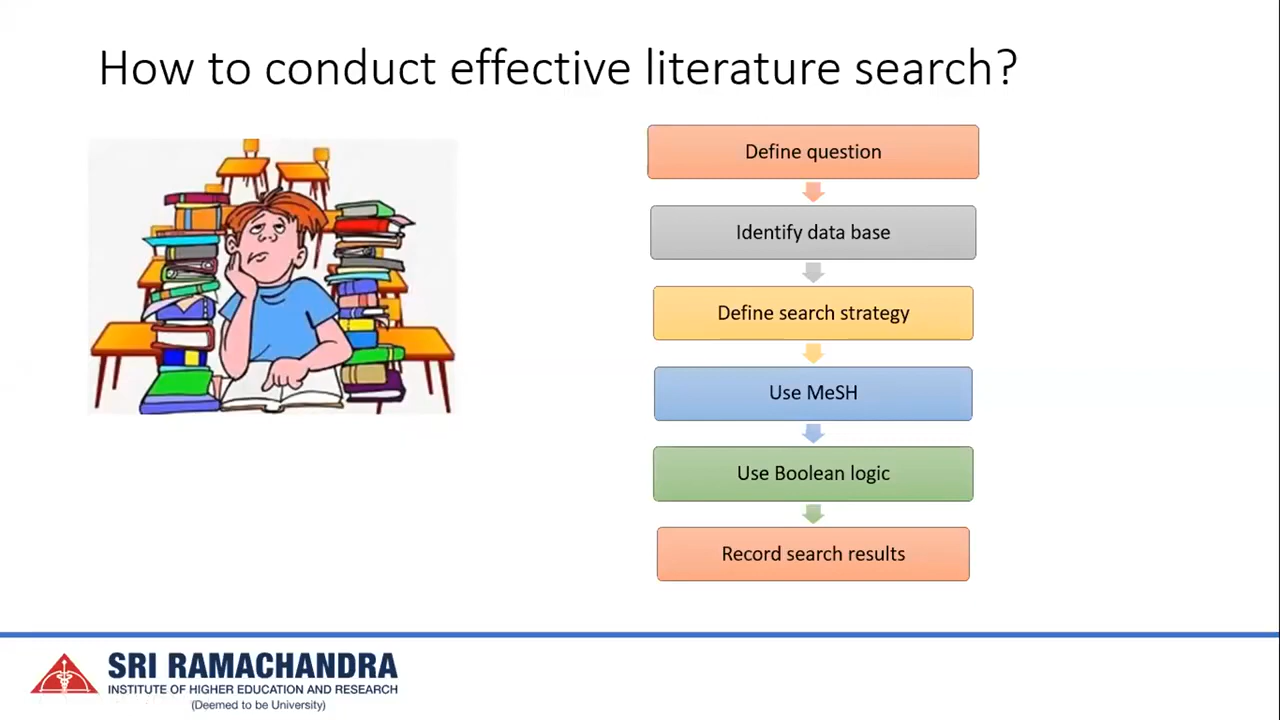 How to conduct effective literature search?
Define question
Identify data base
Define search strategy
Use MeSH
Use Boolean logic
Record search results
SRI RAMACHANDRA
INSTITUTE OF HIGHER EDUCATION AND RESEARCH
(Deemed to be University)